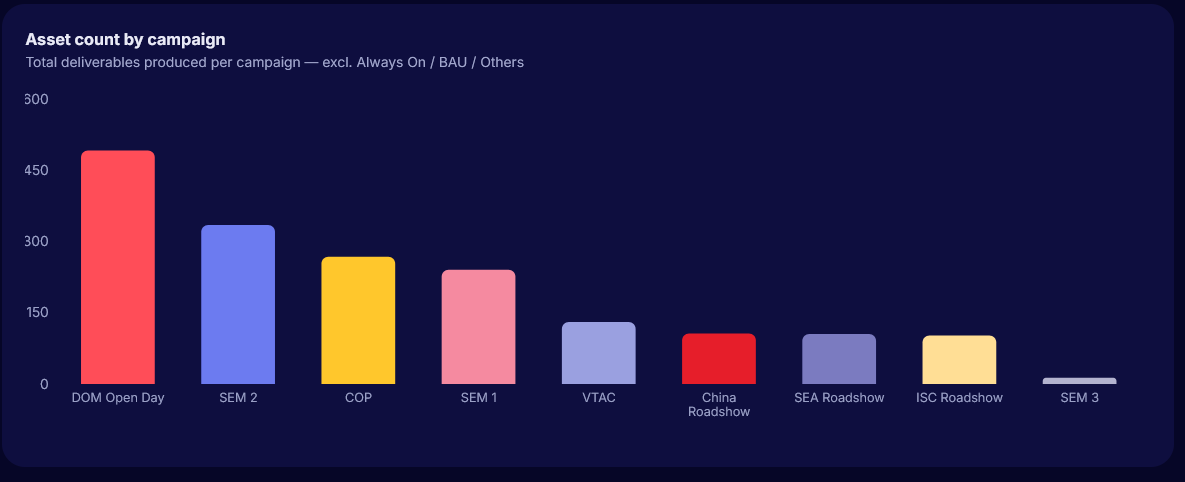 Asset count by campaign
Total deliverables produced per campaign — excl. Always On / BAU / Others
600
450
300
150
0
DOM Open Day
SEM 2
COP
SEM 1
VTAC
China
Roadshow
SEA Roadshow
ISC Roadshow
SEM 3